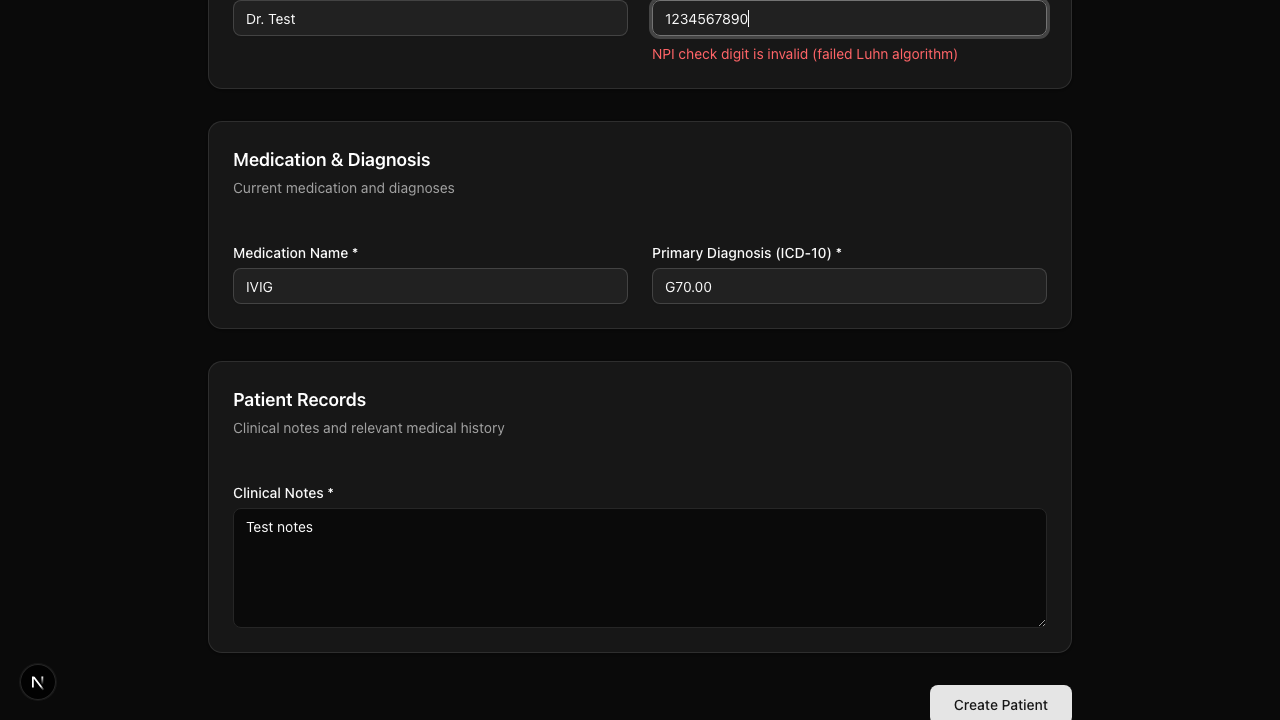 Dr. Test
1234567890
NPI check digit is invalid (failed Luhn algorithm)
Medication & Diagnosis
Current medication and diagnoses
Medication Name *
Primary Diagnosis (ICD-10) *
IVIG
G70.00
Patient Records
Clinical notes and relevant medical history
Clinical Notes *
Test notes
N
Create Patient